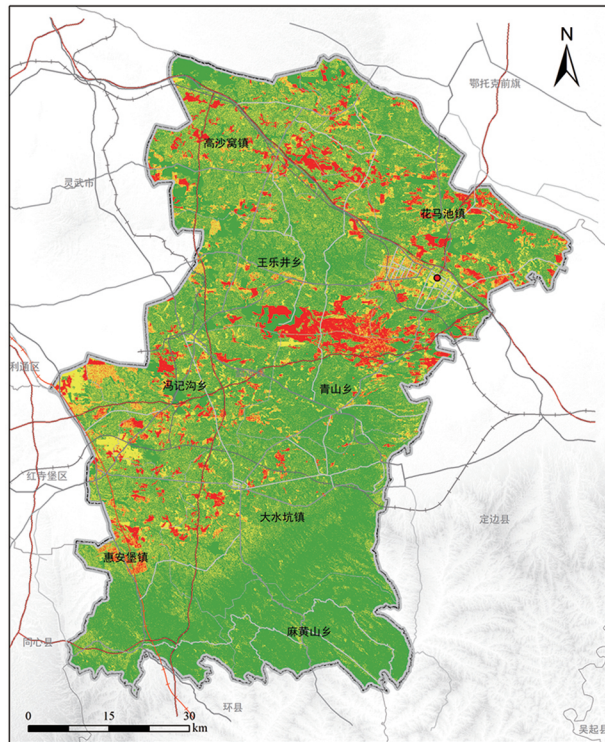 N
鄂托克前旗
高沙窝镇
灵武市
花马池镇
王乐井乡
利通区
冯记沟乡
青山乡
红寺堡区
大水坑镇
定边县
惠安堡镇
麻黄山乡
同心县
环县
吴起县
0 15 30
km